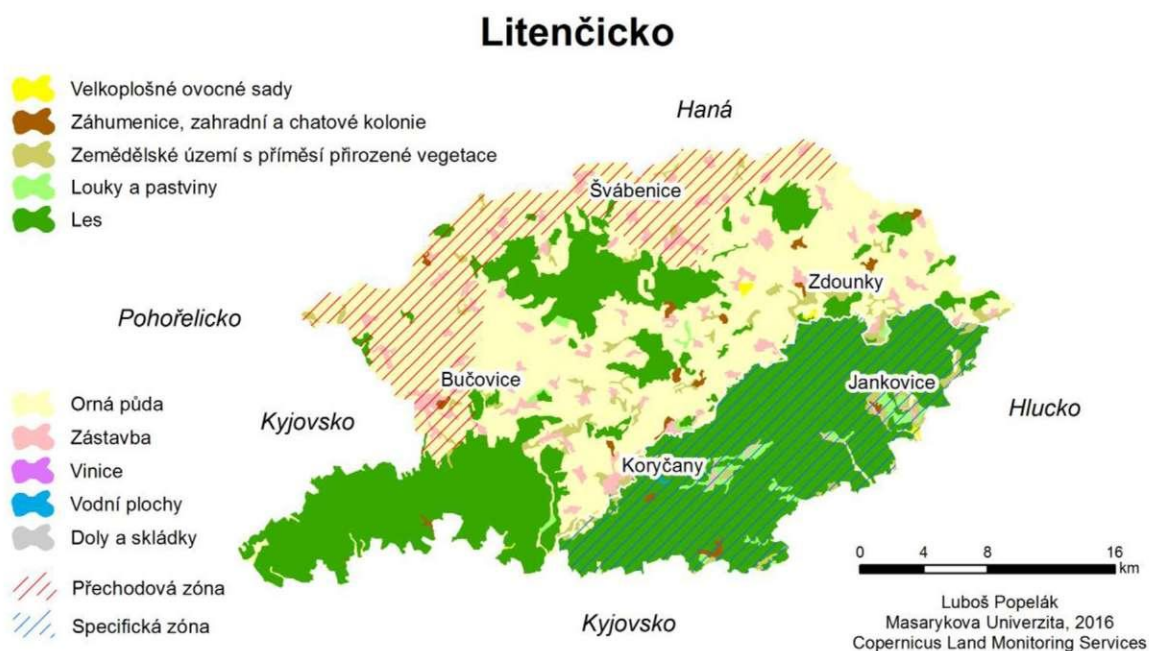 Litenčicko
Velkoplošné ovocné sady
Záhumenice, zahradní a chatové kolonie
Zemědělské území s příměsí přirozené vegetace
Louky a pastviny
Les
Haná
Švábenice
Zdounky
Pohořelicko
Bučovice
Jankovice
Kyjovsko
Hlucko
Koryčany
Orná půda
Zástavba
Vinice
Vodní plochy
Doly a skládky
Přechodová zóna
Specifická zóna
0 4 8 16
km
Kyjovsko
Luboš Popelák
Masarykova Univerzita, 2016
Copernicus Land Monitoring Services